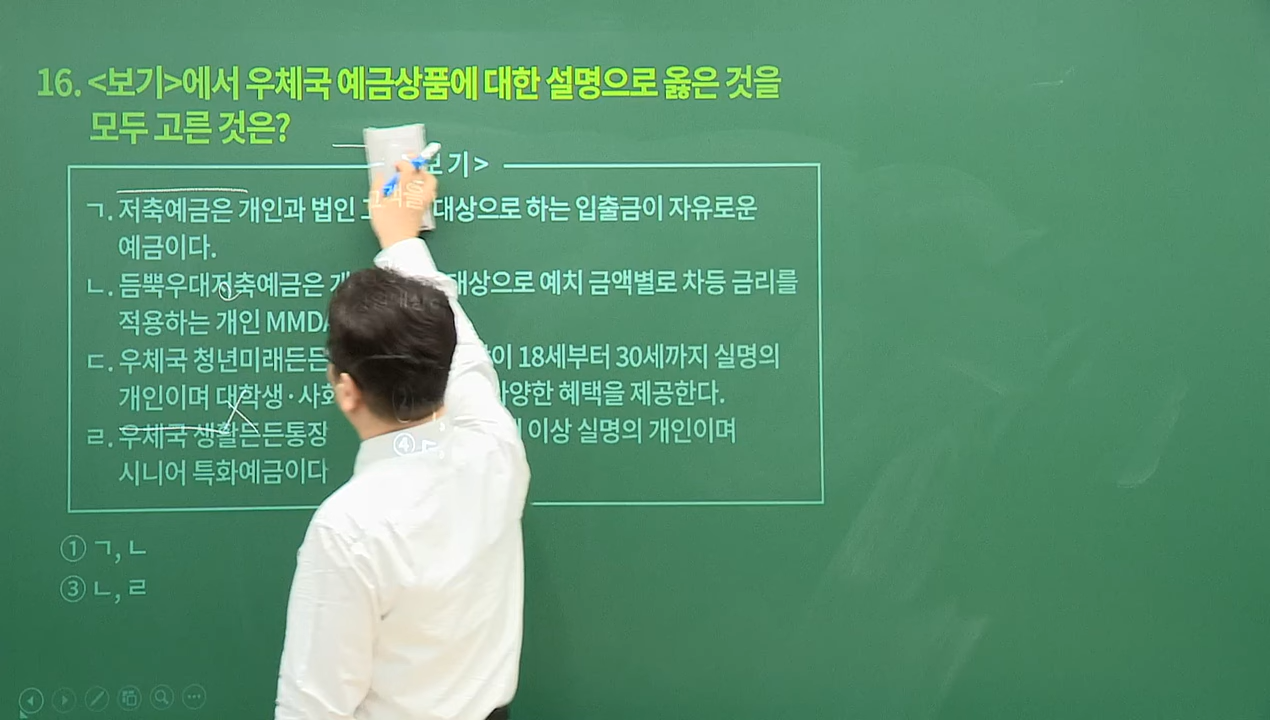 16. <보기>에서 우체국 예금상품에 대한 설명으로 옳은 것을
모두 고른 것은?
보기>
ㄱ. 저축예금은 개인과 법인 고객을 대상으로 하는 입출금이 자유로운
예금이다.
ㄴ. 듬뿍우대저축예금은 대상으로 예치 금액별로 차등 금리를
적용하는 개인 MMDA
ㄷ. 우체국 청년미래든든 18세부터 30세까지 실명의
개인이며 대학생·사회 다양한 혜택을 제공한다.
ㄹ. 우체국 생활든든통장 이상 실명의 개인이며
시니어 특화예금이다
① ㄱ, ㄴ
② ㄱ,
③ ㄴ, ㄹ
④ ㄷ,